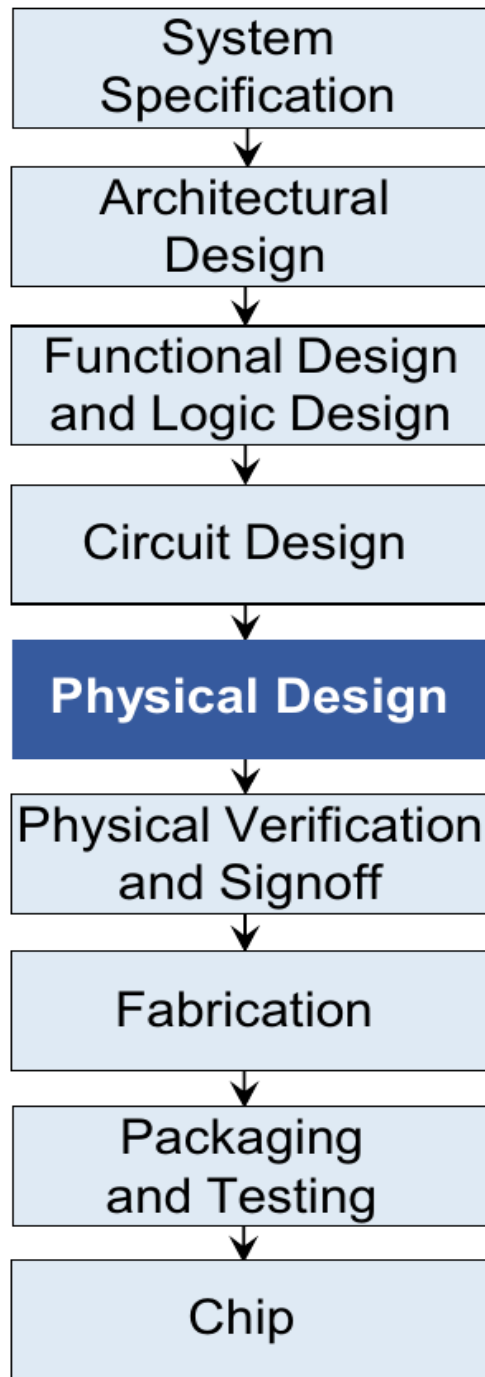 System
Specification
Architectural
Design
Functional Design
and Logic Design
Circuit Design
Physical Design
Physical Verification
and Signoff
Fabrication
Packaging
and Testing
Chip